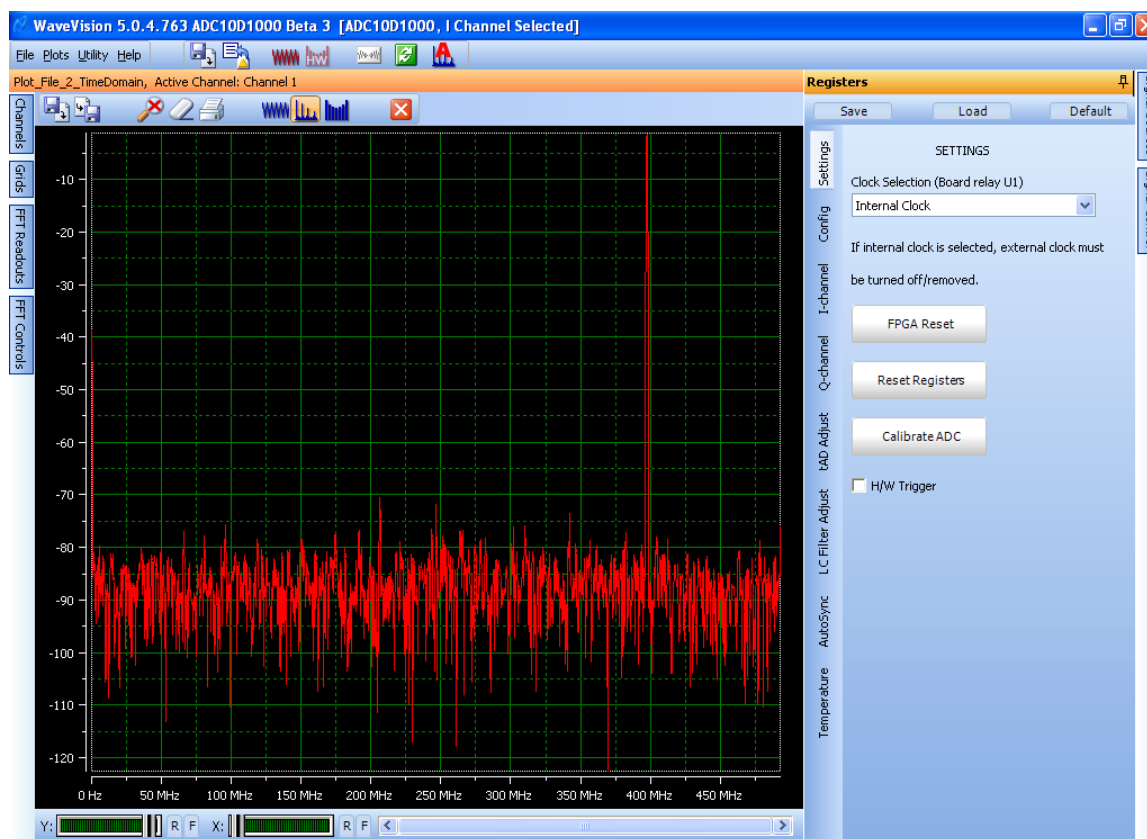 WaveVision 5.0.4.763 ADC10D1000 Beta 3 [ADC10D1000, I Channel Selected]
File Plots Utility Help
Plot_File_2_TimeDomain, Active Channel: Channel 1
Channels
Grids
FFT Readouts
FFT Controls
-10
-20
-30
-40
-50
-60
-70
-80
-90
-100
-110
-120
0 Hz 50 MHz 100 MHz 150 MHz 200 MHz 250 MHz 300 MHz 350 MHz 400 MHz 450 MHz
Y: R F X: R F
Registers
Save Load Default
Settings
Config
I-channel
Q-channel
tAD Adjust
LC Filter Adjust
AutoSync
Temperature
SETTINGS
Clock Selection (Board relay U1)
Internal Clock
If internal clock is selected, external clock must
be turned off/removed.
FPGA Reset
Reset Registers
Calibrate ADC
H/W Trigger